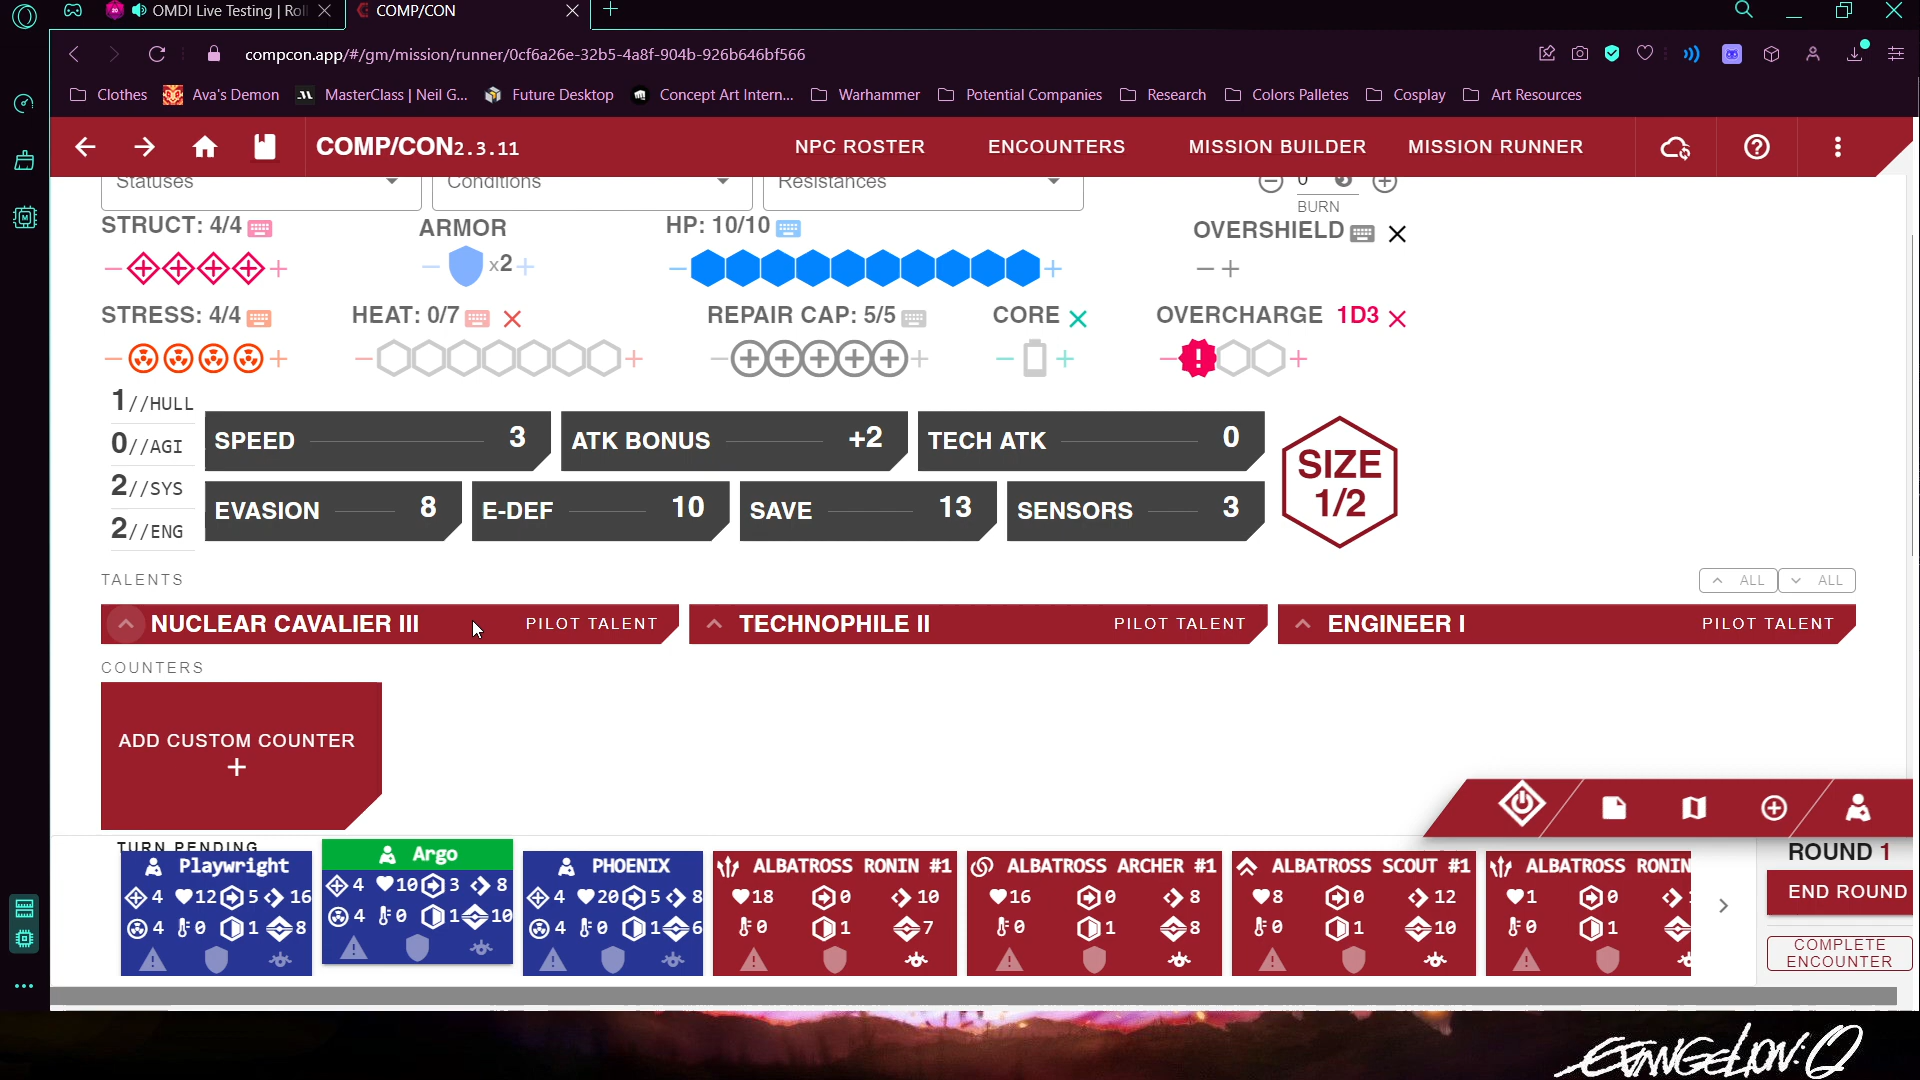 OMDI Live Testing | Rol
COMP/CON
compcon.app/#/gm/mission/runner/0cf6a26e-32b5-4a8f-904b-926b646bf566
Clothes Ava's Demon MasterClass | Neil G... Future Desktop Concept Art Intern... Warhammer Potential Companies Research Colors Palletes Cosplay Art Resources
COMP/CON2.3.11 NPC ROSTER ENCOUNTERS MISSION BUILDER MISSION RUNNER
Statuses Conditions Resistances 0
BURN
STRUCT: 4/4 ARMOR HP: 10/10 OVERSHIELD
x2
STRESS: 4/4 HEAT: 0/7 REPAIR CAP: 5/5 CORE OVERCHARGE 1D3
1//HULL
0//AGI SPEED 3 ATK BONUS +2 TECH ATK 0
SIZE
1/2
2//SYS
EVASION 8 E-DEF 10 SAVE 13 SENSORS 3
2//ENG
TALENTS ALL ALL
NUCLEAR CAVALIER III PILOT TALENT TECHNOPHILE II PILOT TALENT ENGINEER I PILOT TALENT
COUNTERS
ADD CUSTOM COUNTER
TURN PENDING
Playwright Argo PHOENIX ALBATROSS RONIN #1 ALBATROSS ARCHER #1 ALBATROSS SCOUT #1 ALBATROSS RONIN
4 12 5 16 4 10 3 8 4 20 5 8 18 0 10 16 0 8 8 0 12 1 0
4 0 1 8 4 0 1 10 4 0 1 6 0 1 7 0 1 8 0 1 10 0 1
ROUND 1
END ROUND
COMPLETE
ENCOUNTER
EVANGELION:Q